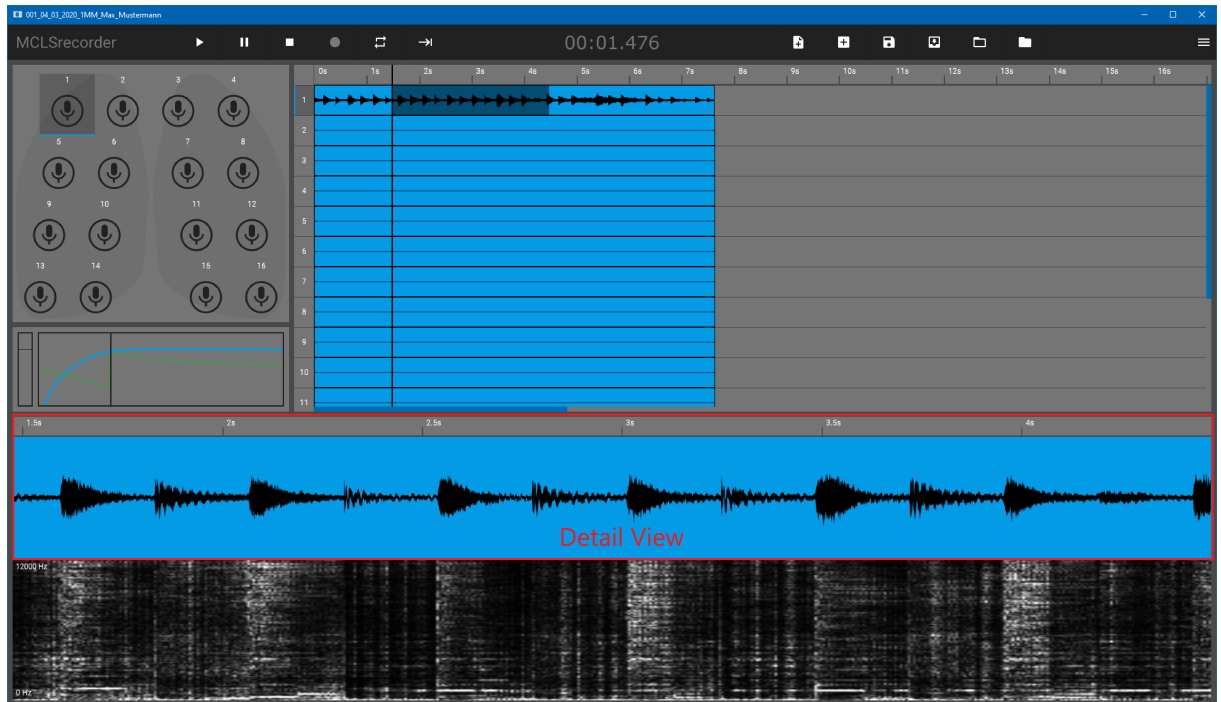 001_04_03_2020_1MM_Max_Mustermann
MCLSrecorder
00:01.476
1 2 3 4
5 6 7 8
9 10 11 12
13 14 15 16
0s 1s 2s 3s 4s 5s 6s 7s 8s 9s 10s 11s 12s 13s 14s 15s 16s
1
2
3
4
5
6
7
8
9
10
11
1.5s 2s 2.5s 3s 3.5s 4s
Detail View
12000 Hz
0 Hz